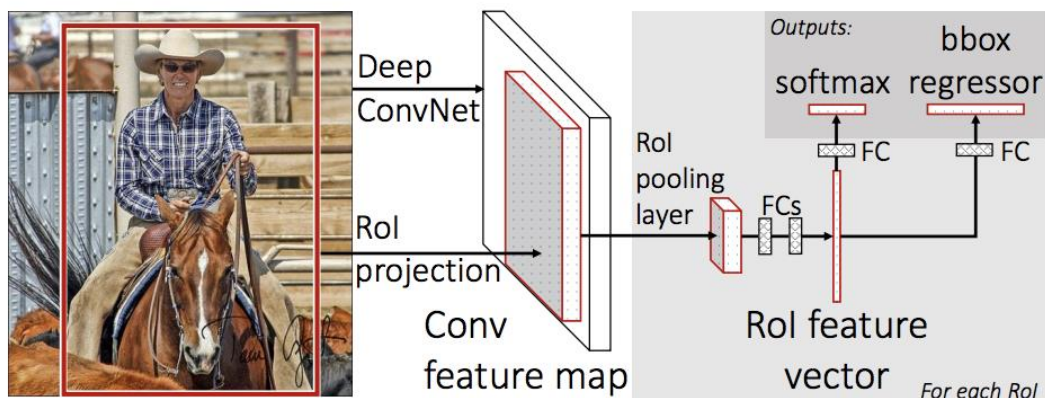 Deep
ConvNet
RoI
projection
Conv
feature map
RoI
pooling
layer
FCs
RoI feature
vector
Outputs:
softmax
bbox
regressor
FC
FC
For each RoI